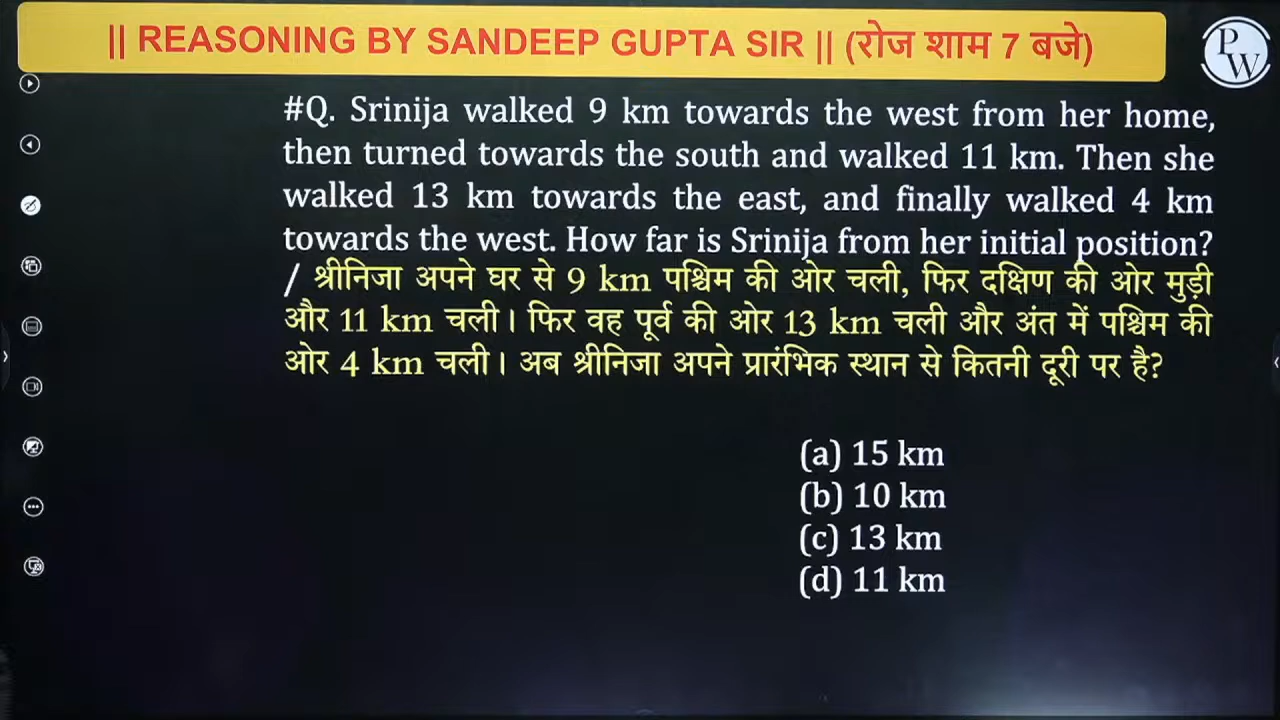 || REASONING BY SANDEEP GUPTA SIR || (रोज शाम 7 बजे)
PW
#Q. Srinija walked 9 km towards the west from her home,
then turned towards the south and walked 11 km. Then she
walked 13 km towards the east, and finally walked 4 km
towards the west. How far is Srinija from her initial position?
/ श्रीनिजा अपने घर से 9 km पश्चिम की ओर चली, फिर दक्षिण की ओर मुड़ी
और 11 km चली। फिर वह पूर्व की ओर 13 km चली और अंत में पश्चिम की
ओर 4 km चली। अब श्रीनिजा अपने प्रारंभिक स्थान से कितनी दूरी पर है?
(a) 15 km
(b) 10 km
(c) 13 km
(d) 11 km